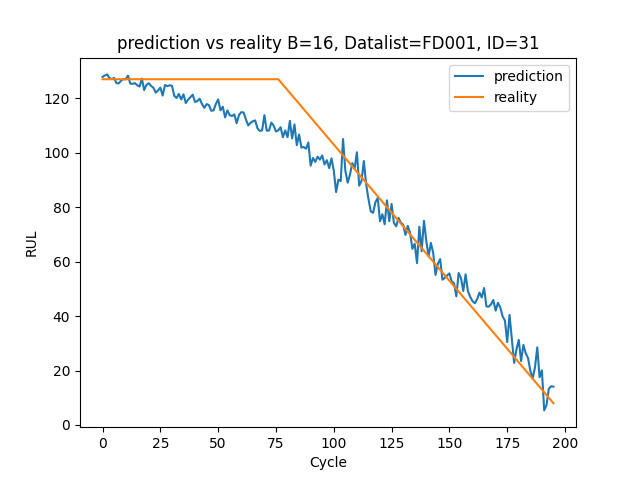 prediction vs reality B=16, Datalist=FD001, ID=31
prediction
reality
RUL
120
100
80
60
40
20
0
0 25 50 75 100 125 150 175 200
Cycle